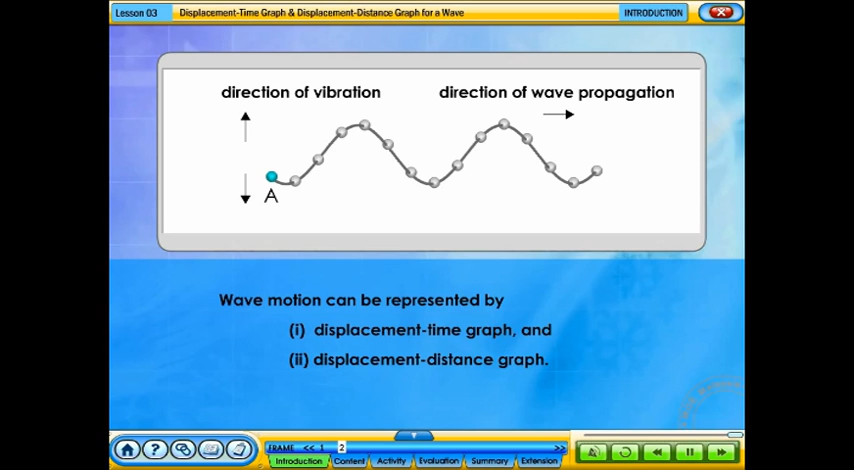 Lesson 03
Displacement-Time Graph & Displacement-Distance Graph for a Wave
INTRODUCTION
direction of vibration
direction of wave propagation
A
Wave motion can be represented by
(i) displacement-time graph, and
(ii) displacement-distance graph.
FRAME << 1 2 >>
Introduction Content Activity Evaluation Summary Extension